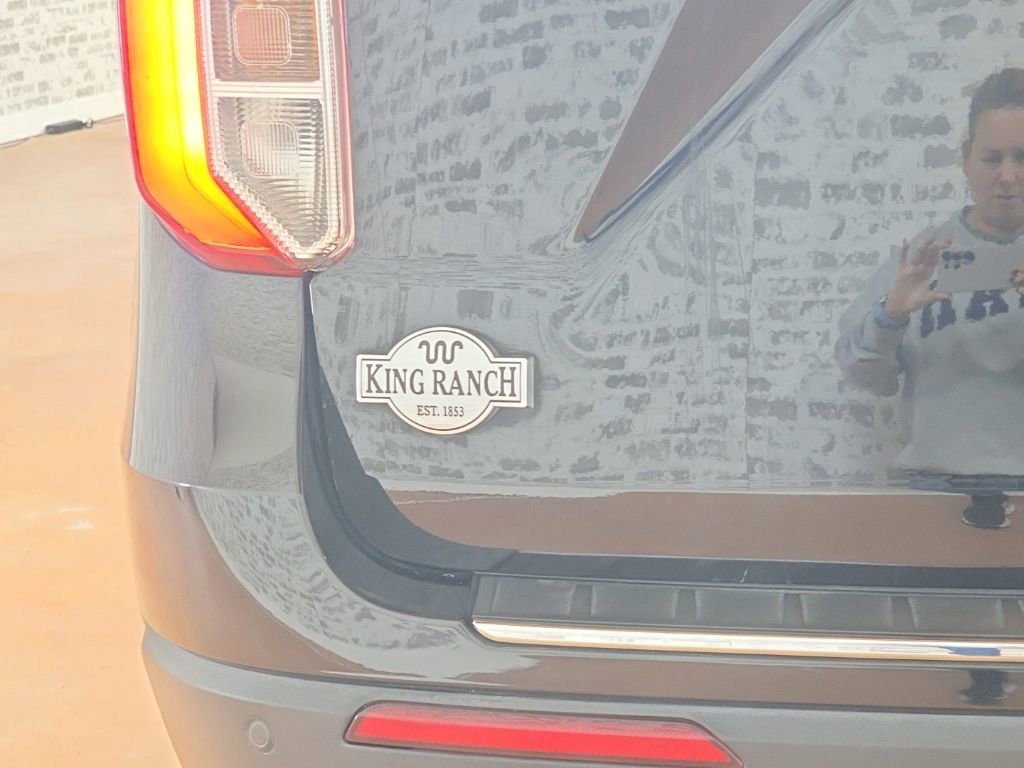 KING RANCH
EST. 1853